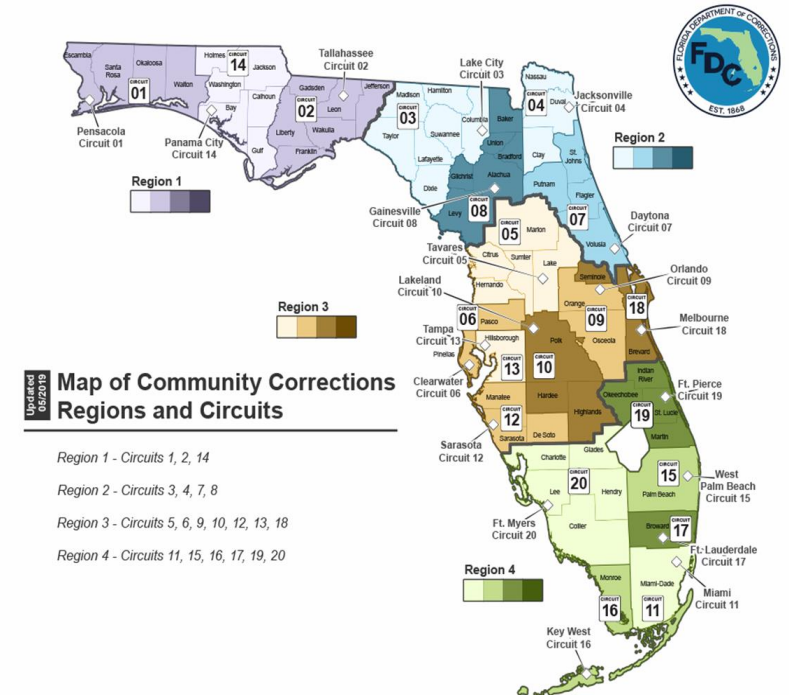 FLORIDA DEPARTMENT OF CORRECTIONS
FDC
EST. 1868
Escambia
Santa
Rosa
Okaloosa
Walton
CIRCUIT
01
Pensacola
Circuit 01
Holmes
CIRCUIT
14
Jackson
Washington
Calhoun
Bay
Gulf
Panama City
Circuit 14
Tallahassee
Circuit 02
Gadsden
Jefferson
CIRCUIT
02
Leon
Liberty
Wakulla
Franklin
Region 1
Lake City
Circuit 03
Madison
Hamilton
CIRCUIT
03
Columbia
Taylor
Suwannee
Lafayette
Dixie
Nassau
CIRCUIT
04
Duval
Jacksonville
Circuit 04
Clay
Region 2
Baker
Union
Bradford
Gilchrist
Alachua
Levy
CIRCUIT
08
Gainesville
Circuit 08
St.
Johns
Putnam
Flagler
CIRCUIT
07
Volusia
Daytona
Circuit 07
CIRCUIT
05
Marion
Citrus
Sumter
Lake
Hernando
Tavares
Circuit 05
Lakeland
Circuit 10
Seminole
Orange
CIRCUIT
09
Osceola
Orlando
Circuit 09
CIRCUIT
18
Brevard
Melbourne
Circuit 18
Region 3
CIRCUIT
06
Pasco
Tampa
Circuit 13
Pinellas
Hillsborough
CIRCUIT
13
Polk
CIRCUIT
10
Hardee
Highlands
Clearwater
Circuit 06
Manatee
CIRCUIT
12
Sarasota
De Soto
Sarasota
Circuit 12
Indian
River
Okeechobee
CIRCUIT
19
St. Lucie
Martin
Ft. Pierce
Circuit 19
Updated
05/2019
Map of Community Corrections
Regions and Circuits
Region 1 - Circuits 1, 2, 14
Region 2 - Circuits 3, 4, 7, 8
Region 3 - Circuits 5, 6, 9, 10, 12, 13, 18
Region 4 - Circuits 11, 15, 16, 17, 19, 20
Charlotte
Glades
CIRCUIT
20
Lee
Hendry
Collier
Ft. Myers
Circuit 20
CIRCUIT
15
Palm Beach
West
Palm Beach
Circuit 15
Broward
CIRCUIT
17
Ft. Lauderdale
Circuit 17
Region 4
Monroe
CIRCUIT
16
Miami-Dade
CIRCUIT
11
Miami
Circuit 11
Key West
Circuit 16